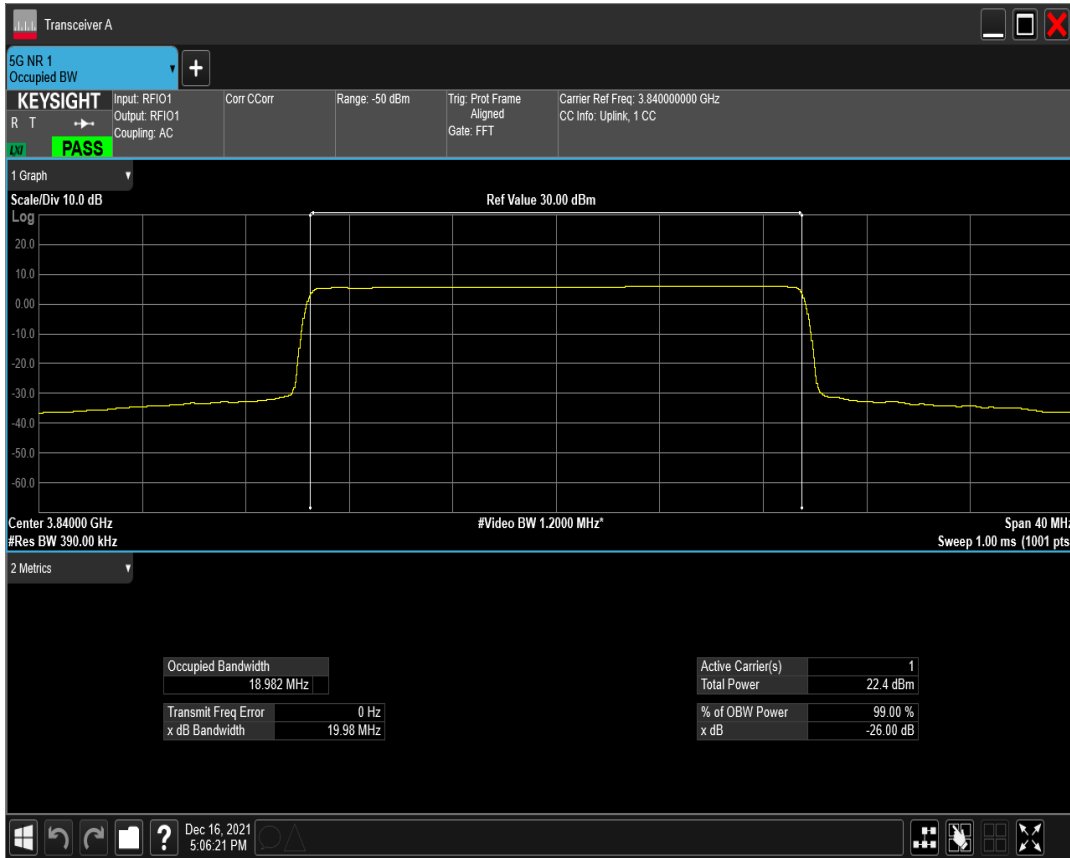 Transceiver A
5G NR 1
Occupied BW
KEYSIGHT
R T
LXI
PASS
Input: RFIO1
Output: RFIO1
Coupling: AC
Corr CCorr
Range: -50 dBm
Trig: Prot Frame
Aligned
Gate: FFT
Carrier Ref Freq: 3.840000000 GHz
CC Info: Uplink, 1 CC
1 Graph
Scale/Div 10.0 dB
Ref Value 30.00 dBm
Log
20.0
10.0
0.00
-10.0
-20.0
-30.0
-40.0
-50.0
-60.0
Center 3.84000 GHz
#Video BW 1.2000 MHz*
Span 40 MHz
#Res BW 390.00 kHz
Sweep 1.00 ms (1001 pts
2 Metrics
Occupied Bandwidth
18.982 MHz
Transmit Freq Error 0 Hz
x dB Bandwidth 19.98 MHz
Active Carrier(s) 1
Total Power 22.4 dBm
% of OBW Power 99.00 %
x dB -26.00 dB
?
Dec 16, 2021
5:06:21 PM